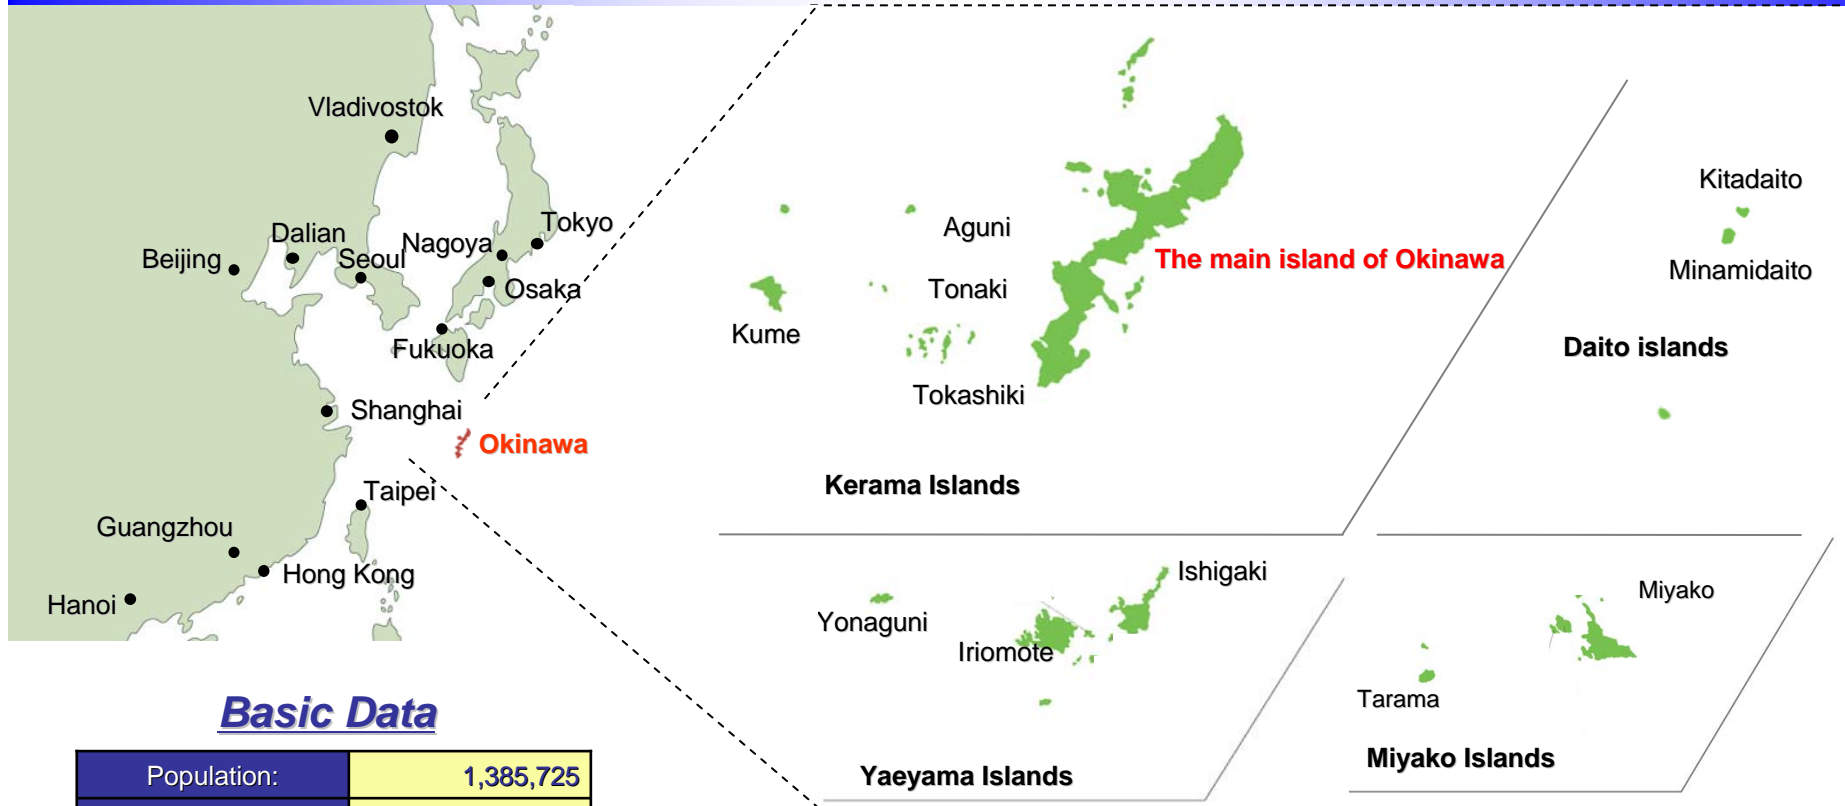 Vladivostok
Tokyo
Nagoya
Dalian
Beijing
Seoul
Osaka
Fukuoka
Shanghai
Okinawa
Taipei
Guangzhou
Hong Kong
Hanoi
Aguni
The main island of Okinawa
Tonaki
Kume
Tokashiki
Kerama Islands
Kitadaito
Minamidaito
Daito islands
Ishigaki
Yonaguni
Iriomote
Yaeyama Islands
Miyako
Tarama
Miyako Islands
Basic Data
Population: 1,385,725